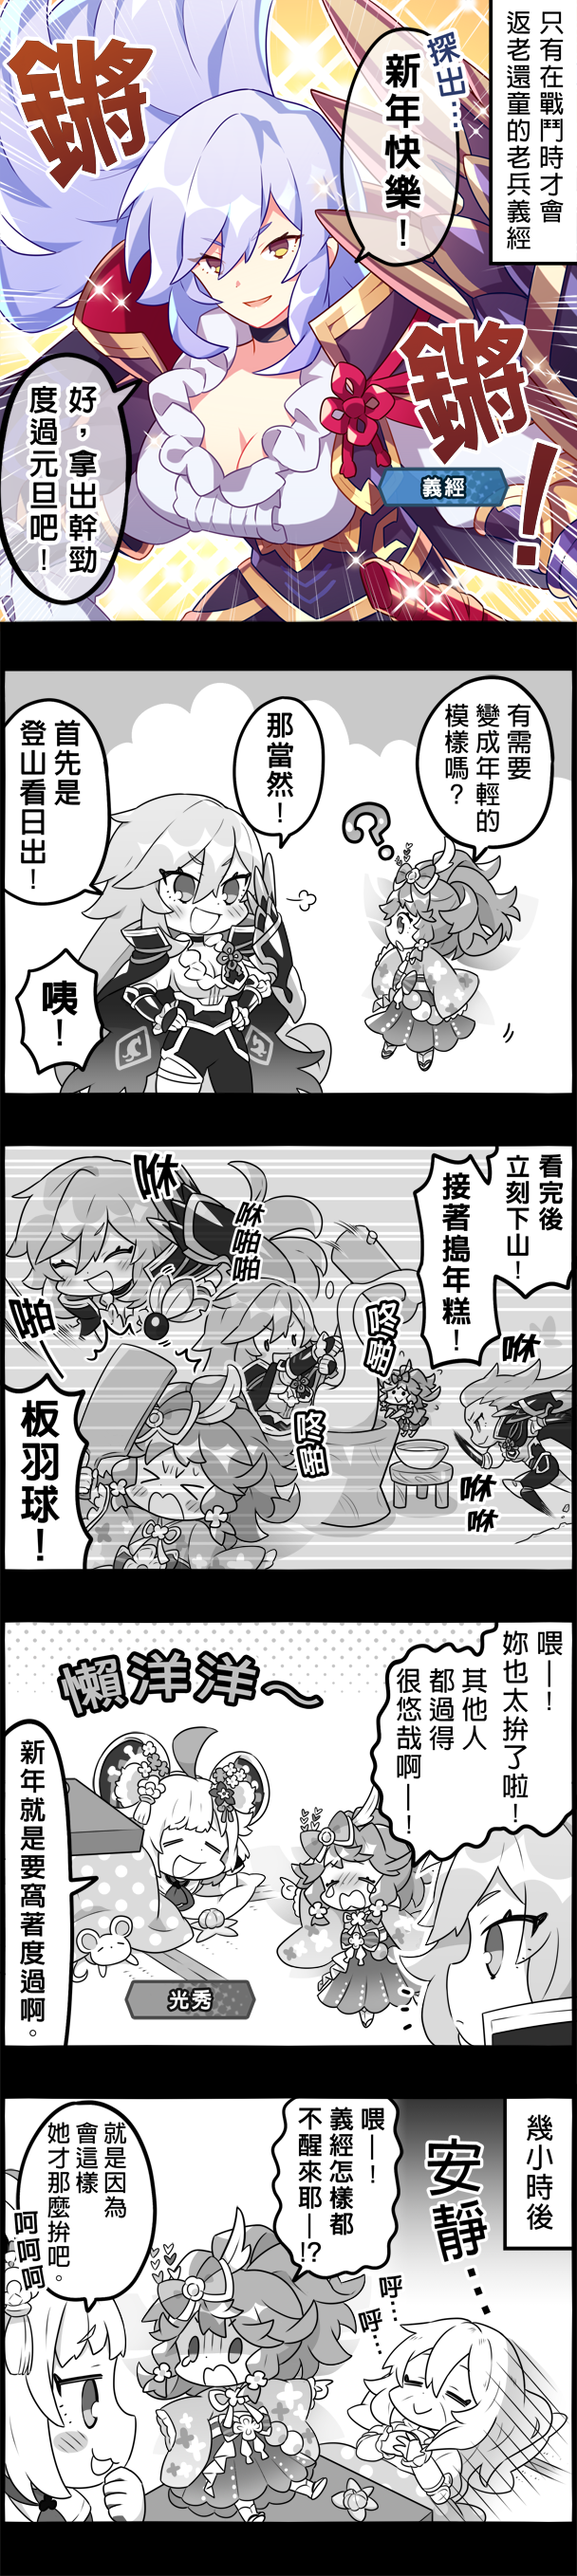 只有在戰鬥時才會
返老還童的老兵義經
探出…
新年快樂！
鏘
鏘！
義經
好，拿出幹勁
度過元旦吧！
有需要
變成年輕的
模樣嗎？
?
那當然！
首先是
登山看日出！
咦！
看完後
立刻下山！
接著搗年糕！
咻
咻
咻
咚
咚
咻
啪啪
咻
啪—
板羽球！
喂—！
妳也太拚了啦！
其他人
都過得
很悠哉啊—！
懶洋洋～
新年就是要窩著度過啊。
光秀
幾小時後
安靜…
呼…
呼…
喂—！
義經怎樣都
不醒來耶—!?
就是因為
會這樣
她才那麼拚吧。
呵呵呵